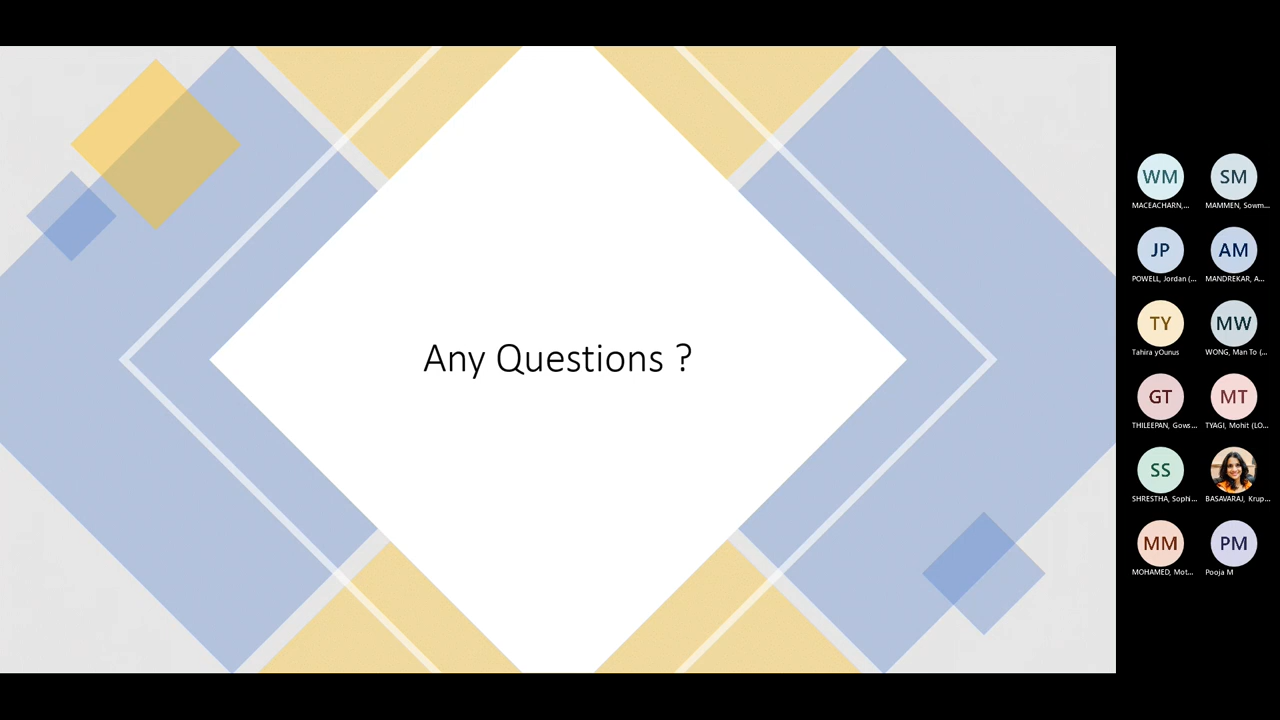 Any Questions ?
WM
MACEACHARN,...
SM
MAMMEN, Sowm...
JP
POWELL, Jordan (...
AM
MANDREKAR, A...
TY
Tahira yOunus
MW
WONG, Man To (...
GT
THILEEPAN, Gows...
MT
TYAGI, Mohit (LO...
SS
SHRESTHA, Sophi...
BASAVARAJ, Krup...
MM
MOHAMED, Mot...
PM
Pooja M